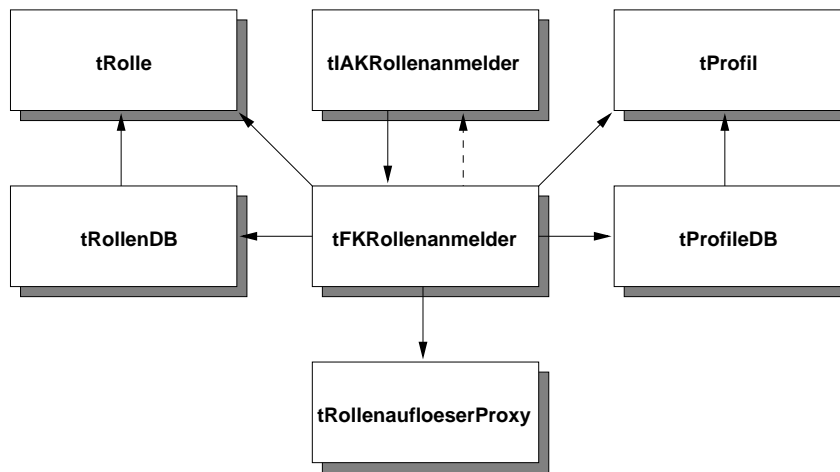 tRolle
tIAKRollenanmelder
tProfil
tRollenDB
tFKRollenanmelder
tProfileDB
tRollenaufloeserProxy